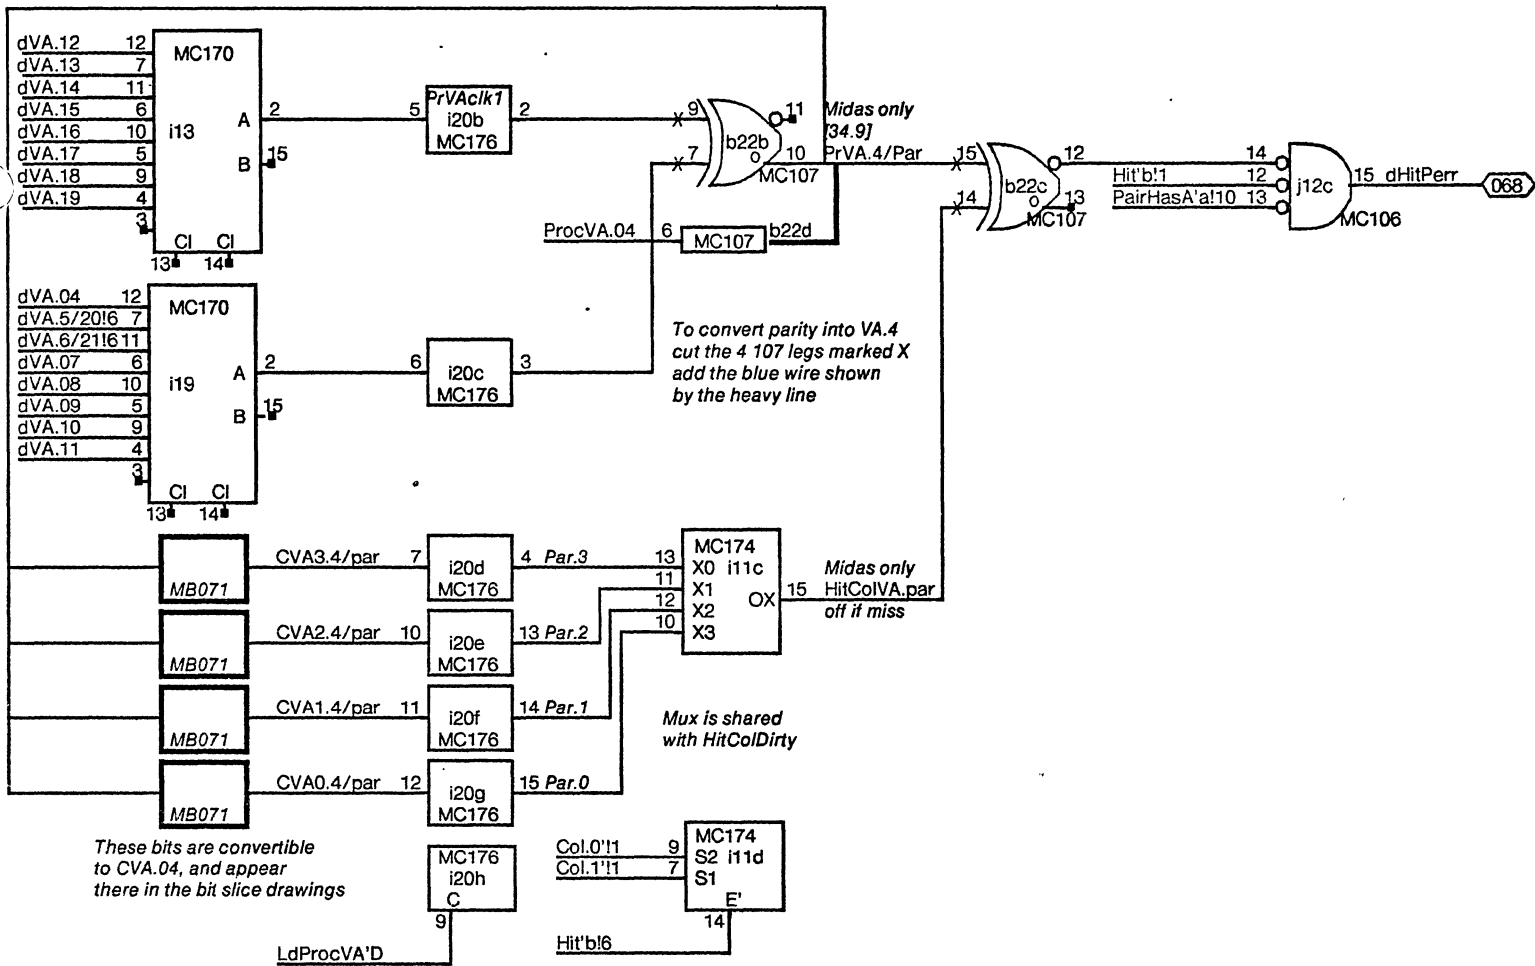 dVA.12 12
dVA.13 7
dVA.14 11
dVA.15 6
dVA.16 10
dVA.17 5
dVA.18 9
dVA.19 4
3
MC170
i13
A 2
B 15
CI CI
13 14
5 PrVAclk1 2
i20b
MC176
9
7
b22b
11
10
MC107
Midas only
[34.9]
PrVA.4/Par
ProcVA.04 6 MC107 b22d
15
14
b22c
12
13
MC107
14
Hit'b!1 12
PairHasA'a!10 13
j12c
MC106
15 dHitPerr 068
dVA.04 12
dVA.5/20!6 7
dVA.6/21!6 11
dVA.07 6
dVA.08 10
dVA.09 5
dVA.10 9
dVA.11 4
3
MC170
i19
A 2
B 15
CI CI
13 14
6 i20c 3
MC176
To convert parity into VA.4
cut the 4 107 legs marked X
add the blue wire shown
by the heavy line
MB071 CVA3.4/par 7 i20d 4 Par.3
MC176
MB071 CVA2.4/par 10 i20e 13 Par.2
MC176
MB071 CVA1.4/par 11 i20f 14 Par.1
MC176
MB071 CVA0.4/par 12 i20g 15 Par.0
MC176
MC174
13 X0 i11c
11 X1
12 X2
10 X3
OX 15
Midas only
HitColVA.par
off if miss
Mux is shared
with HitColDirty
These bits are convertible
to CVA.04, and appear
there in the bit slice drawings
MC176
i20h
C
9
LdProcVA'D
MC174
Col.0'!1 9 S2 i11d
Col.1'!1 7 S1
E'
14
Hit'b!6